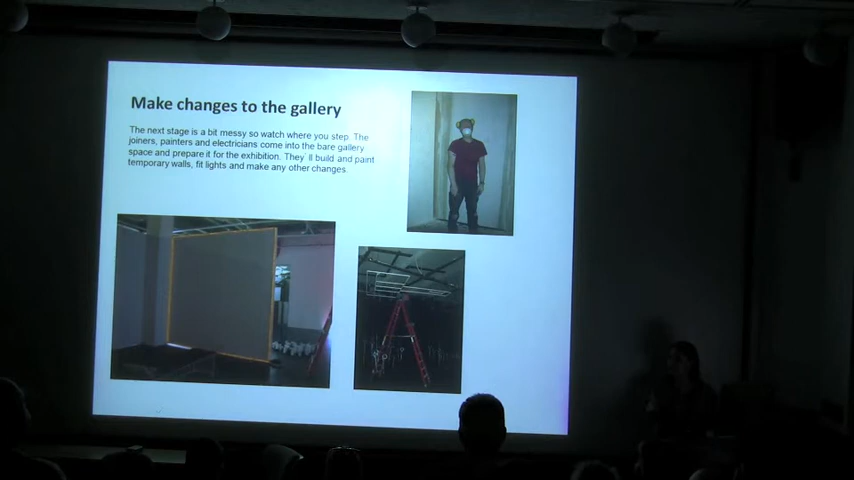 Make changes to the gallery
The next stage is a bit messy so watch where you step. The
joiners, painters and electricians come into the bare gallery
space and prepare it for the exhibition. They'll build and paint
temporary walls, fit lights and make any other changes.